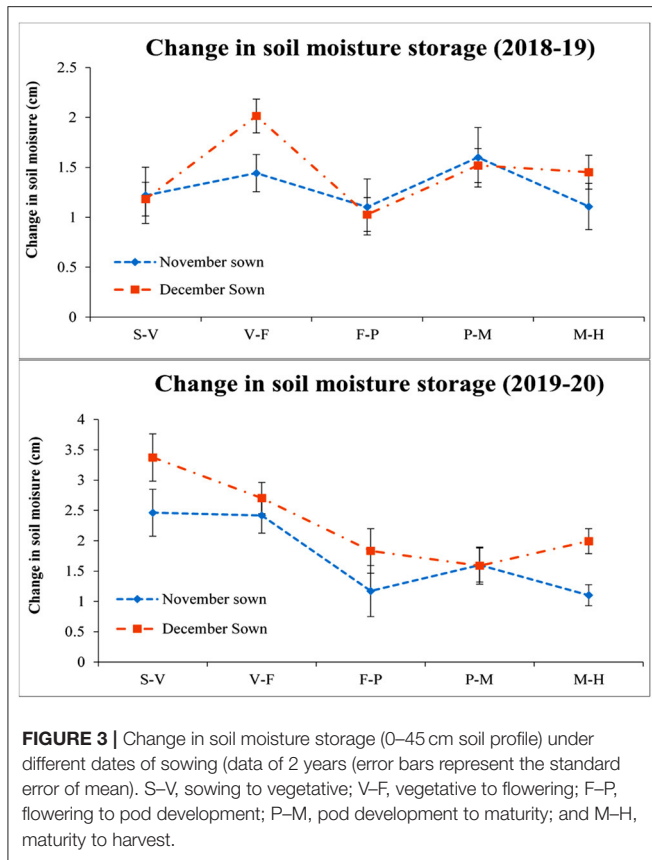 Change in soil moisture storage (2018-19)
Change in soil moisure (cm)
2.5
2
1.5
1
0.5
0
November sown
December Sown
S-V V-F F-P P-M M-H
Change in soil moisture storage (2019-20)
Change in soil moisure (cm)
4
3.5
3
2.5
2
1.5
1
0.5
0
November sown
December Sown
S-V V-F F-P P-M M-H
FIGURE 3 | Change in soil moisture storage (0–45 cm soil profile) under
different dates of sowing (data of 2 years (error bars represent the standard
error of mean). S–V, sowing to vegetative; V–F, vegetative to flowering; F–P,
flowering to pod development; P–M, pod development to maturity; and M–H,
maturity to harvest.